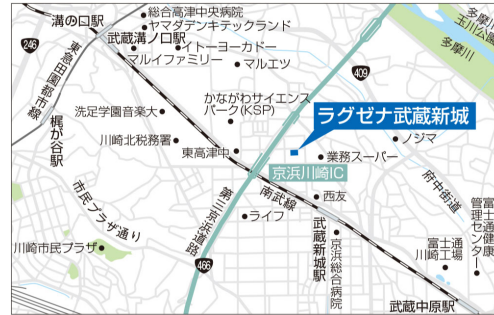 溝の口駅
総合高津中央病院
ヤマダデンキテックランド
246
武蔵溝ノ口駅
イトーヨーカドー
マルイファミリー
マルエツ
多摩川
玉川公園
多摩川
409
東急田園都市線
梶が谷駅
洗足学園音楽大
かながわサイエンス
パーク(KSP)
ラグゼナ武蔵新城
ノジマ
川崎北税務署
東高津中
業務スーパー
京浜川崎IC
府中街道
市民プラザ通り
第三京浜道路
南武線
西友
ライフ
武蔵新城駅
京浜総合病院
富士通健康
管理センター
富士通
川崎工場
川崎市民プラザ
466
武蔵中原駅